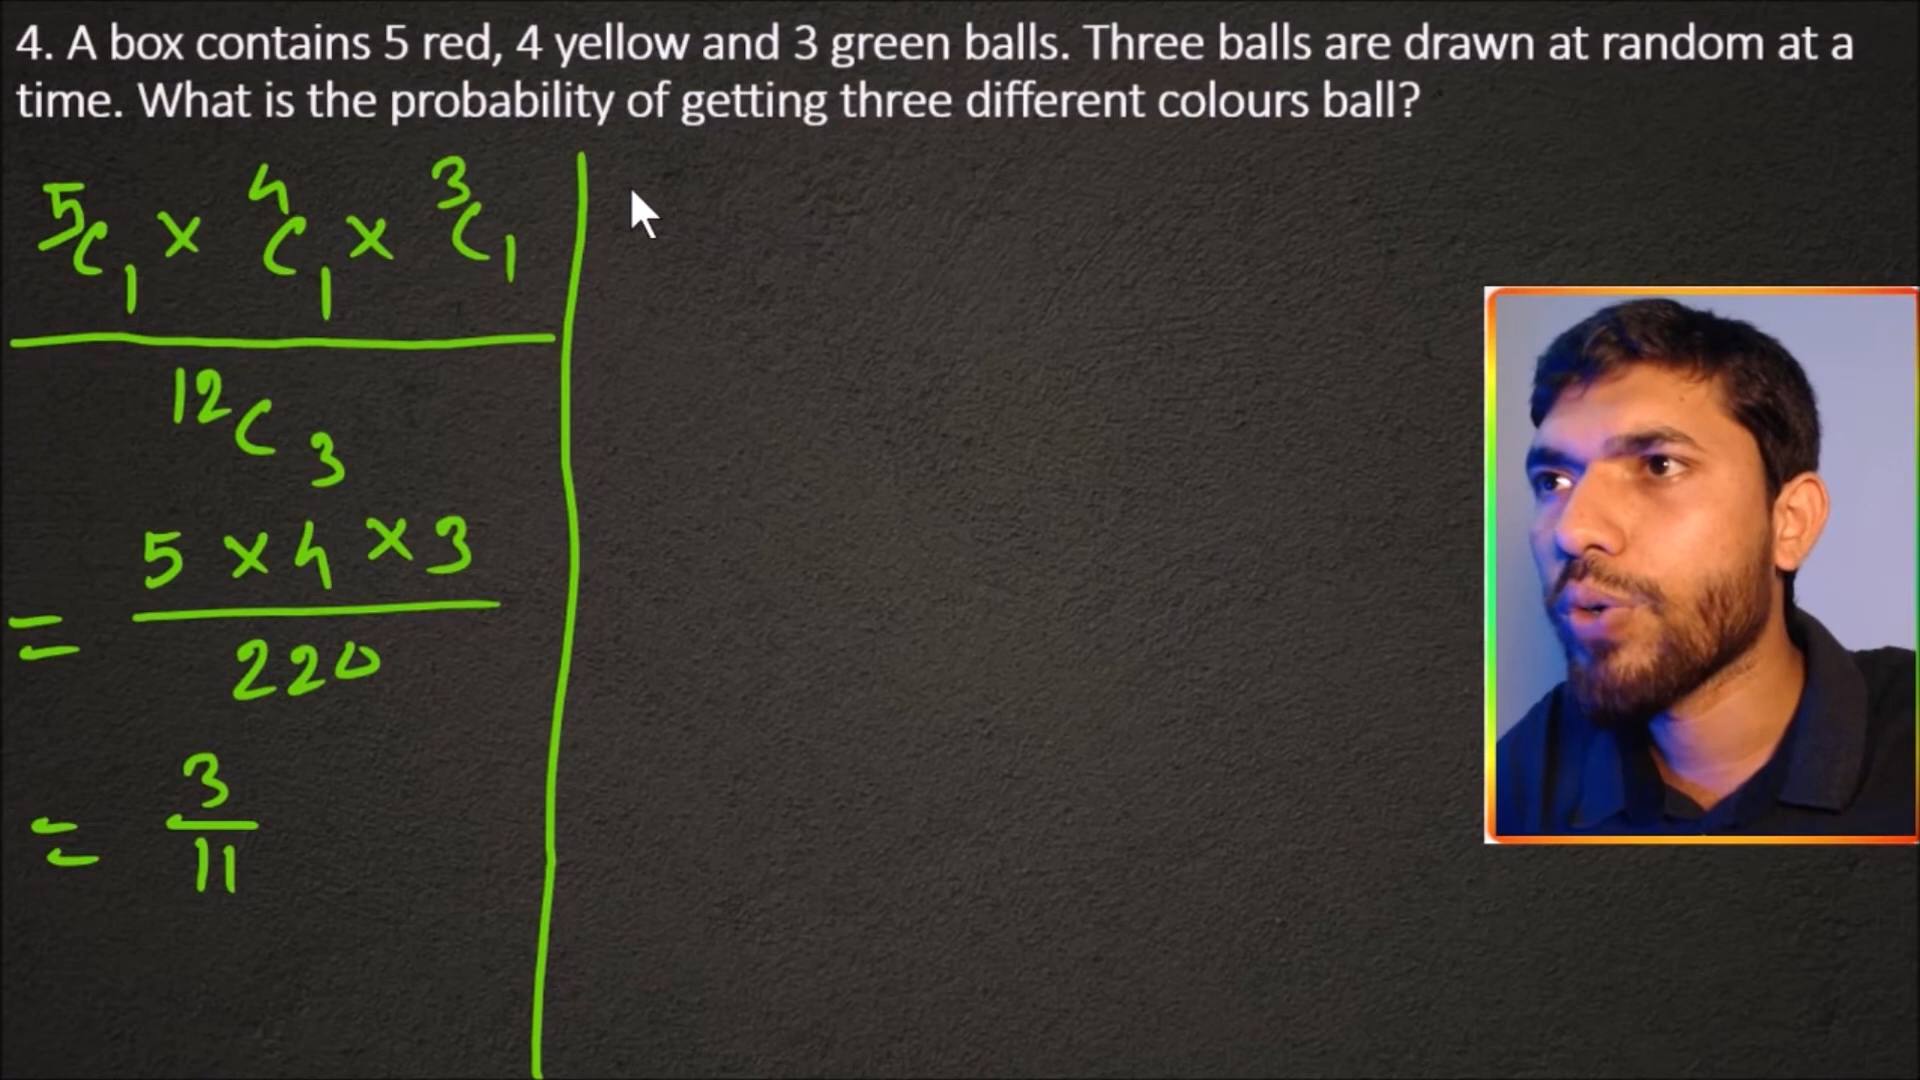 4. A box contains 5 red, 4 yellow and 3 green balls. Three balls are drawn at random at a
time. What is the probability of getting three different colours ball?
⁵C₁ × ⁴C₁ × ³C₁
¹²C₃
5 × 4 × 3
=
220
3
=
11